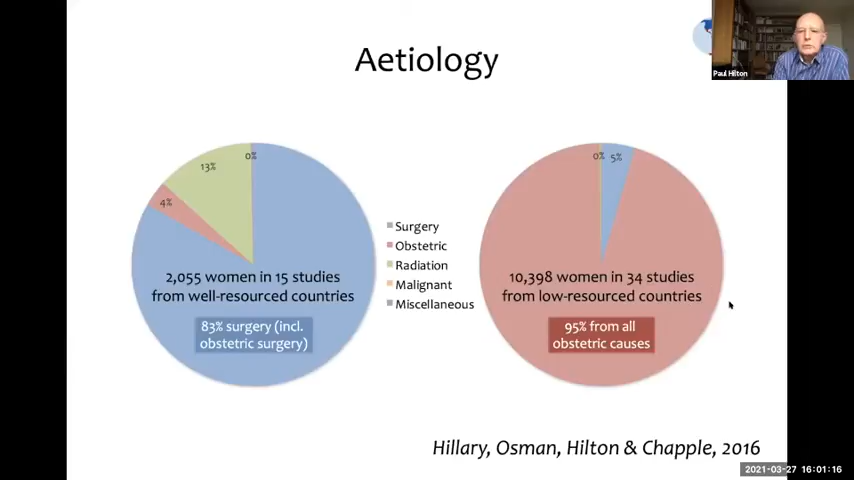 Aetiology
Paul Hilton
13%
0%
4%
2,055 women in 15 studies
from well-resourced countries
83% surgery (incl.
obstetric surgery)
Surgery
Obstetric
Radiation
Malignant
Miscellaneous
0%
5%
10,398 women in 34 studies
from low-resourced countries
95% from all
obstetric causes
Hillary, Osman, Hilton & Chapple, 2016
2021-03-27 16:01:16